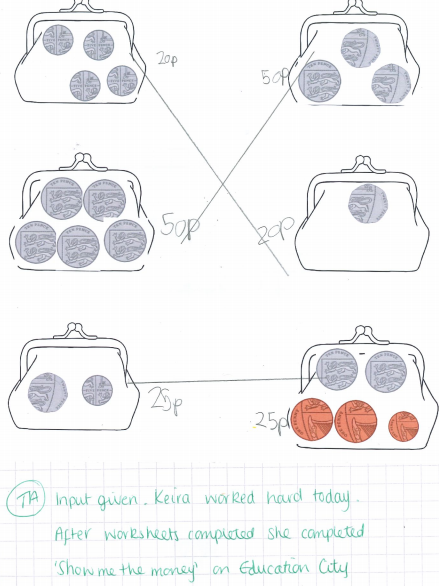 20p
50p
50p
20p
25p
25p
TA Input given. Keira worked hard today.
After worksheets completed she completed
'Show me the money' on Education City